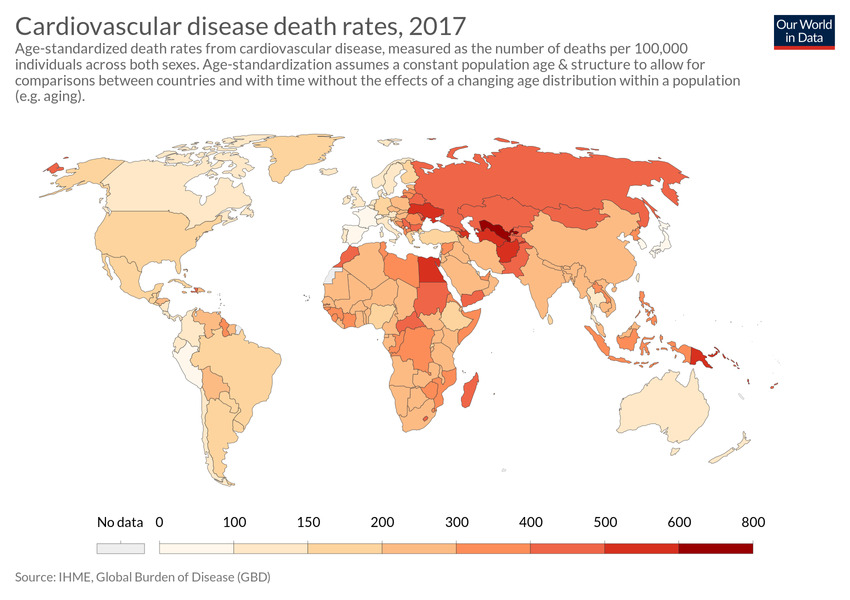 Cardiovascular disease death rates, 2017
Our World
in Data
Age-standardized death rates from cardiovascular disease, measured as the number of deaths per 100,000
individuals across both sexes. Age-standardization assumes a constant population age & structure to allow for
comparisons between countries and with time without the effects of a changing age distribution within a population
(e.g. aging).
No data 0 100 150 200 300 400 500 600 800
Source: IHME, Global Burden of Disease (GBD)